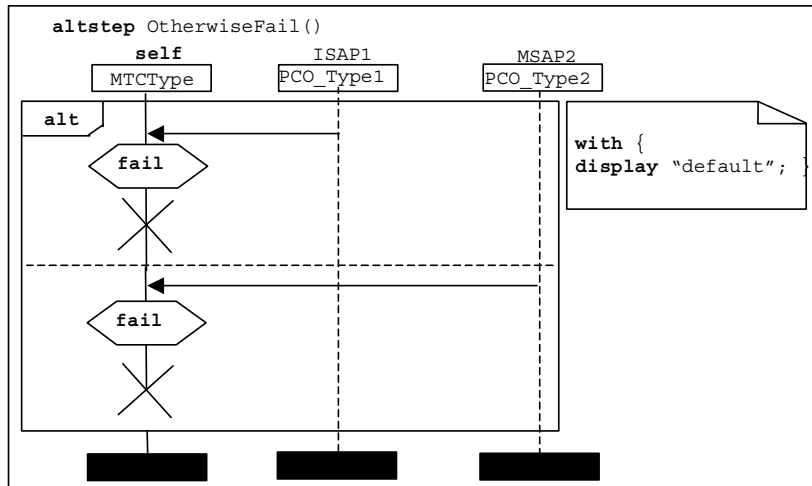 altstep OtherwiseFail()
self ISAP1 MSAP2
MTCType PCO_Type1 PCO_Type2
alt
with {
display “default”; }
fail
fail